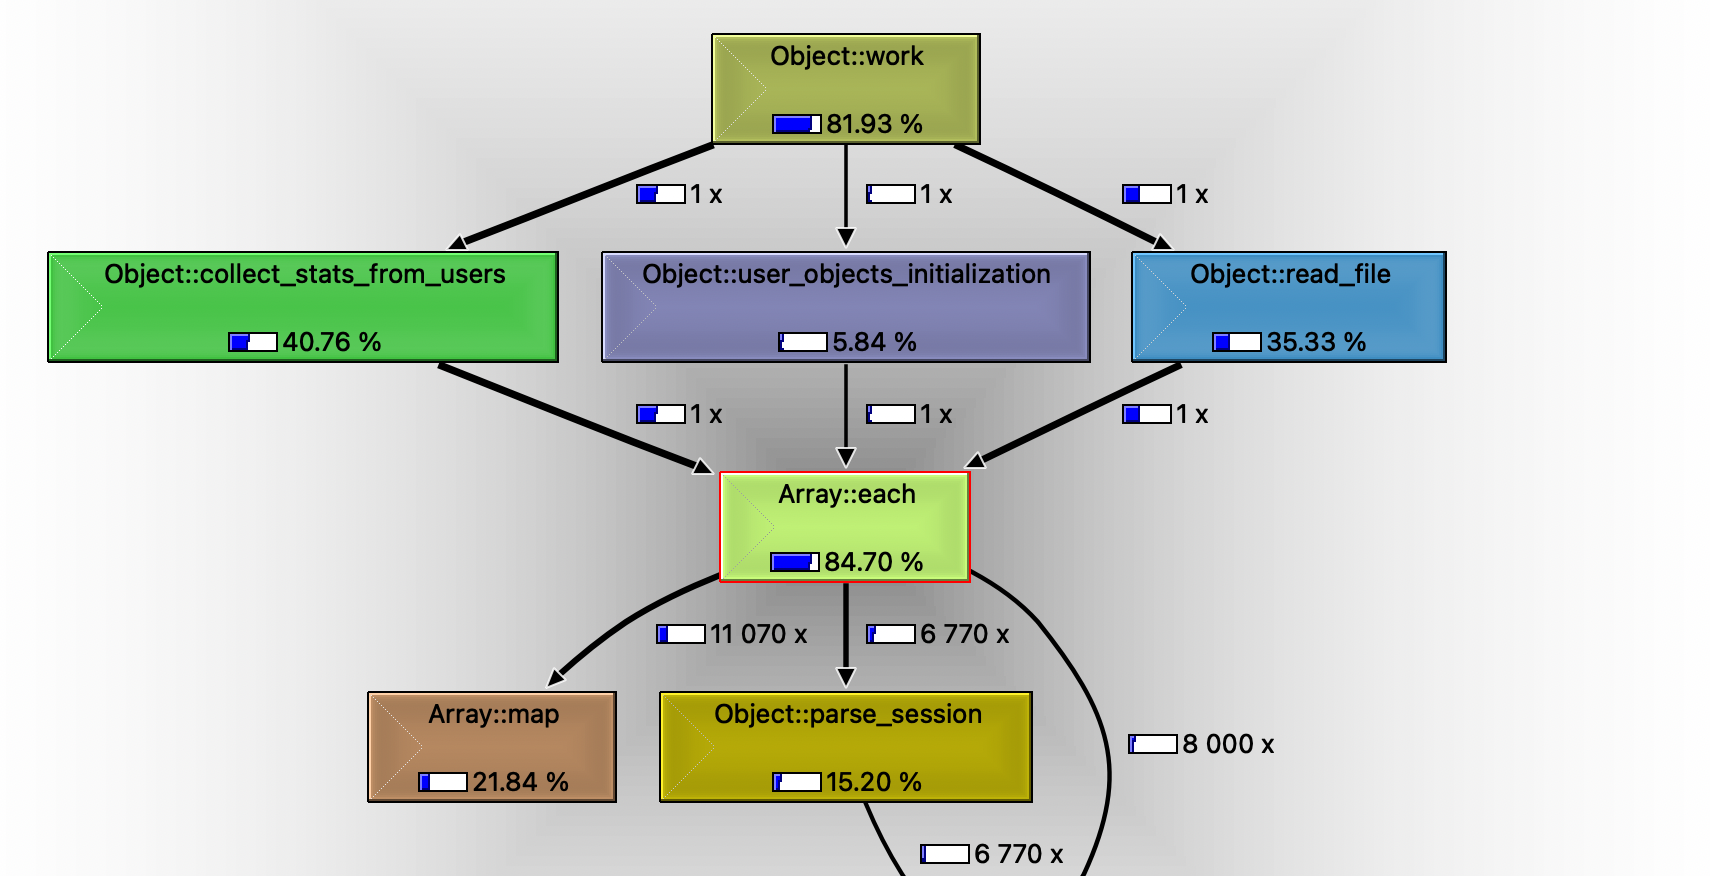 Object::work
81.93 %
1 x
1 x
1 x
Object::collect_stats_from_users
40.76 %
Object::user_objects_initialization
5.84 %
Object::read_file
35.33 %
1 x
1 x
1 x
Array::each
84.70 %
11 070 x
6 770 x
Array::map
21.84 %
Object::parse_session
15.20 %
8 000 x
6 770 x